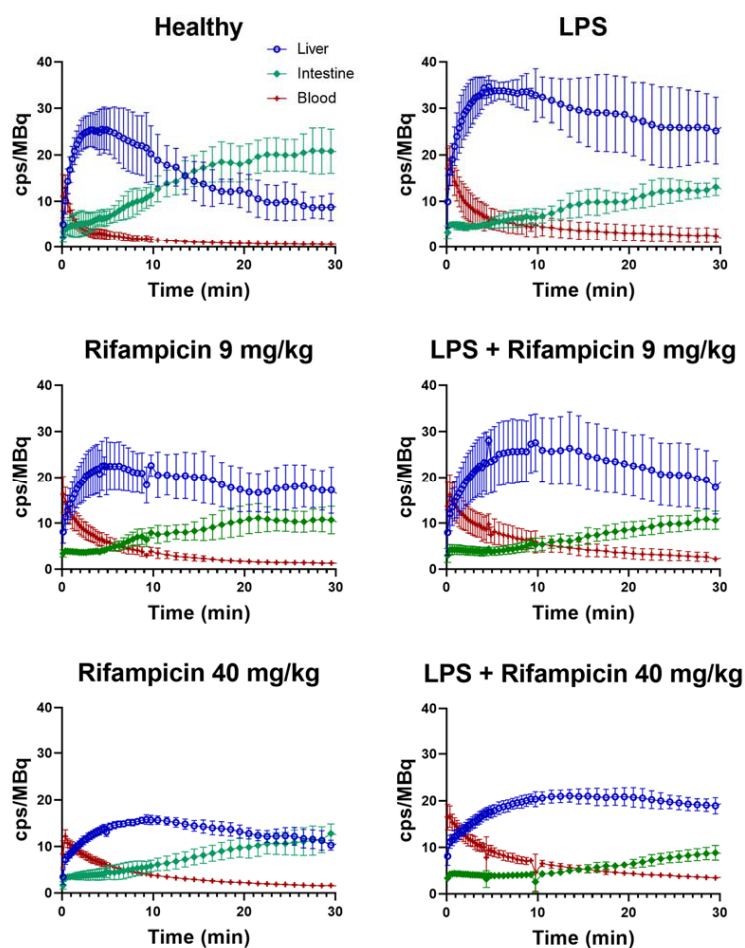 Healthy
LPS
Liver
Intestine
Blood
cps/MBq
40
30
20
10
0
0 10 20 30
Time (min)
cps/MBq
40
30
20
10
0
0 10 20 30
Time (min)
Rifampicin 9 mg/kg
LPS + Rifampicin 9 mg/kg
cps/MBq
40
30
20
10
0
0 10 20 30
Time (min)
cps/MBq
40
30
20
10
0
0 10 20 30
Time (min)
Rifampicin 40 mg/kg
LPS + Rifampicin 40 mg/kg
cps/MBq
40
30
20
10
0
0 10 20 30
Time (min)
cps/MBq
40
30
20
10
0
0 10 20 30
Time (min)